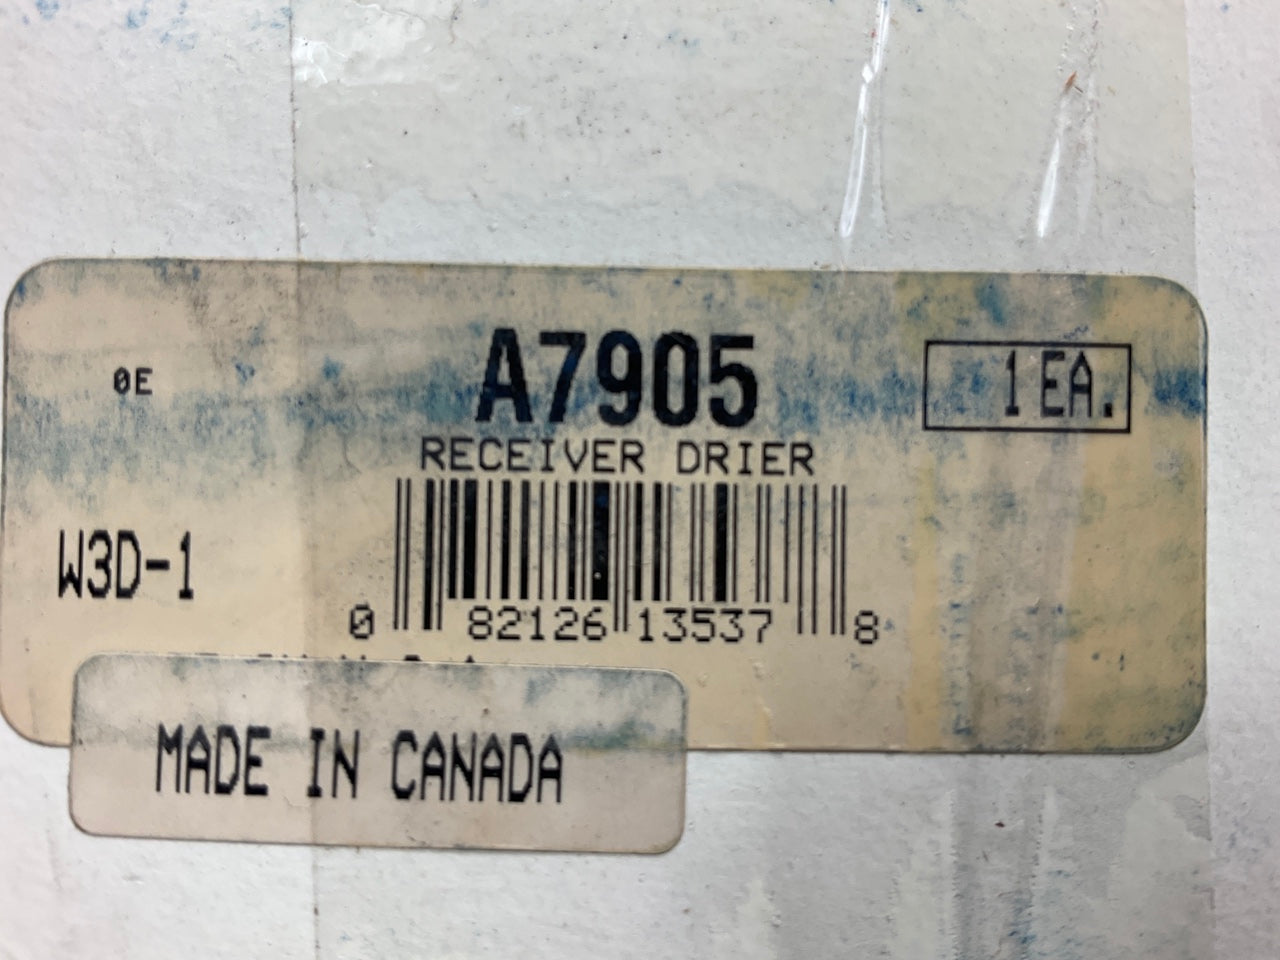 0E
A7905
1 EA.
RECEIVER DRIER
W3D-1
0 82126 13537 8
MADE IN CANADA